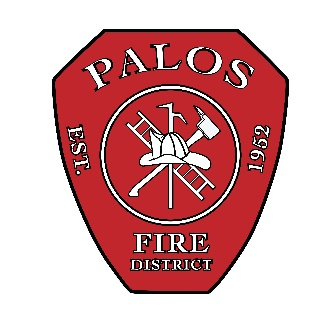 PALOS
EST.
1952
FIRE
DISTRICT